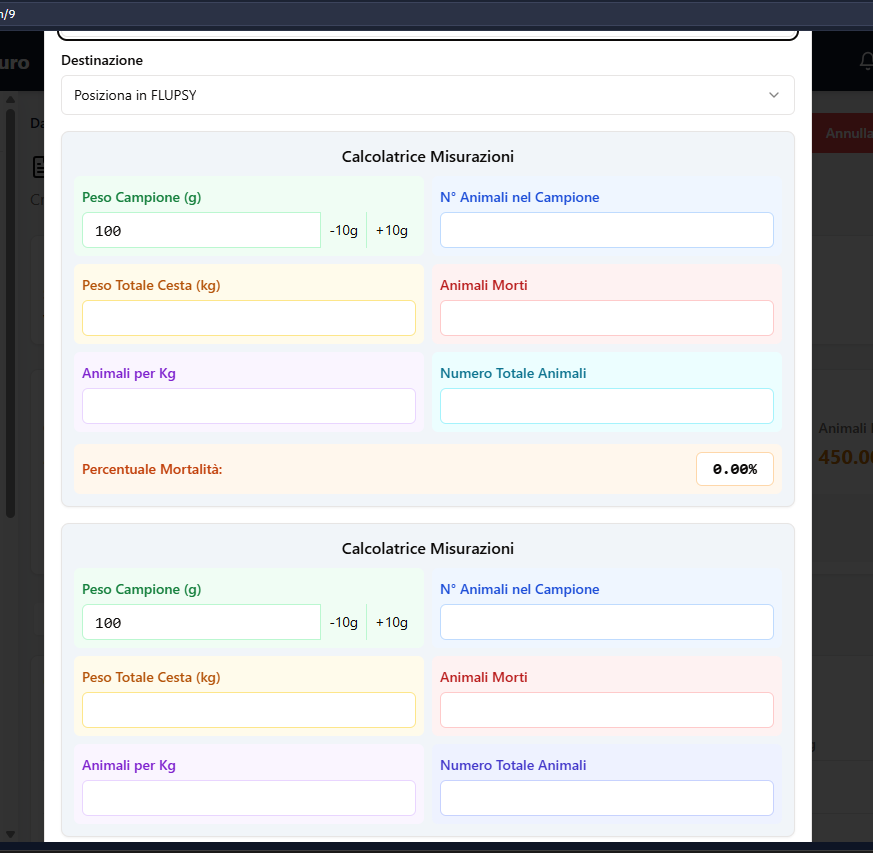 n/9
uro
Destinazione
Posiziona in FLUPSY
Da
Annulla
Calcolatrice Misurazioni
Peso Campione (g) N° Animali nel Campione
Cr
100 -10g +10g
Peso Totale Cesta (kg) Animali Morti
Animali per Kg Numero Totale Animali
Animali
450.0
Percentuale Mortalità: 0.00%
Calcolatrice Misurazioni
Peso Campione (g) N° Animali nel Campione
100 -10g +10g
Peso Totale Cesta (kg) Animali Morti
Animali per Kg Numero Totale Animali